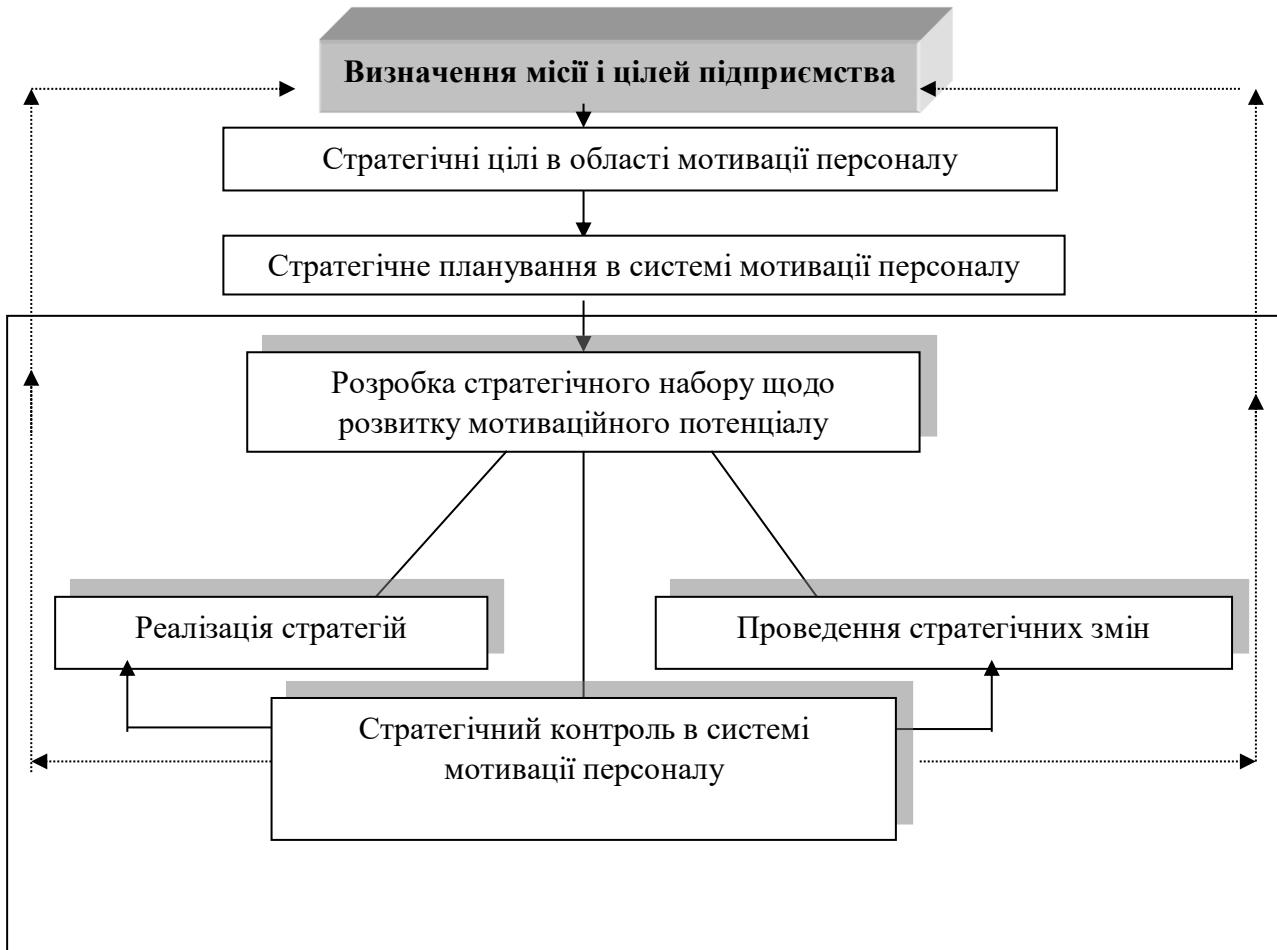 Визначення місії і цілей підприємства
Стратегічні цілі в області мотивації персоналу
Стратегічне планування в системі мотивації персоналу
Розробка стратегічного набору щодо
розвитку мотиваційного потенціалу
Реалізація стратегій
Проведення стратегічних змін
Стратегічний контроль в системі
мотивації персоналу